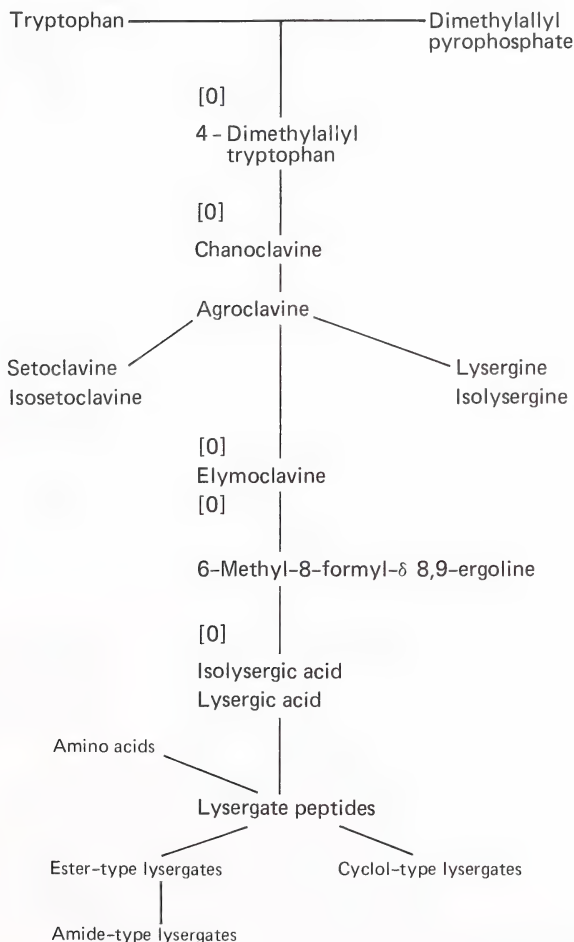 Tryptophan
Dimethylallyl
pyrophosphate
[0]
4-Dimethylallyl
tryptophan
[0]
Chanoclavine
Agroclavine
Setoclavine
Isosetoclavine
Lysergine
Isolysergine
[0]
Elymoclavine
[0]
6-Methyl-8-formyl-δ 8,9-ergoline
[0]
Isolysergic acid
Lysergic acid
Amino acids
Lysergate peptides
Ester-type lysergates
Cyclol-type lysergates
Amide-type lysergates